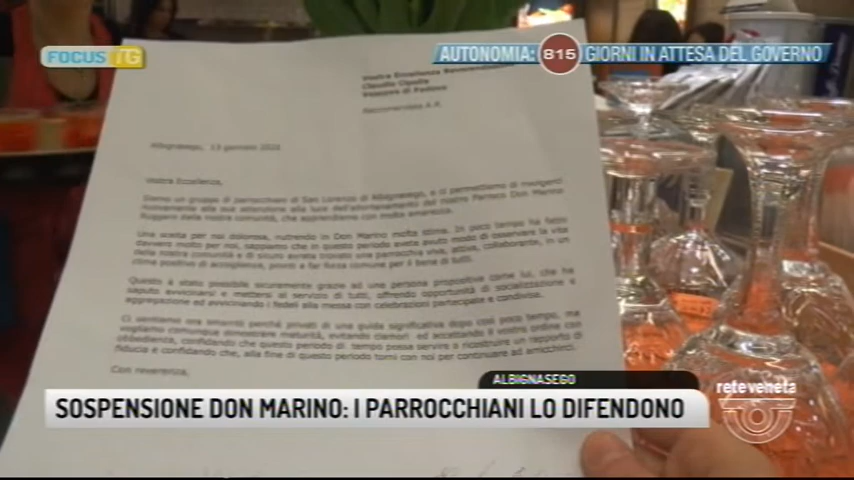 FOCUS TG
AUTONOMIA: 815 GIORNI IN ATTESA DEL GOVERNO
Vostra Eccellenza Reverendissima
Claudio Cipolla
Vescovo di Padova
Raccomandata A.R.
Albignasego, 13 gennaio 2020
Vostra Eccellenza,
Siamo un gruppo di parrocchiani di San Lorenzo di Albignasego, e ci permettiamo di rivolgerci
nuovamente alla sua attenzione alla luce dell'allontanamento del nostro Parroco Don Marino
Ruggero dalla nostra comunità, che apprendiamo con molta amarezza.
Una scelta per noi dolorosa, nutrendo in Don Marino molta stima. In poco tempo ha fatto
davvero molto per noi, sappiamo che in questo periodo avete avuto modo di osservare la vita
della nostra comunità e di sicuro avrete trovato una parrocchia viva, attiva, collaborante, in un
clima positivo di accoglienza, pronti a far forza comune per il bene di tutti.
Questo è stato possibile sicuramente grazie ad una persona propositiva come lui, che ha
saputo avvicinarsi e mettersi al servizio di tutti, offrendo opportunità di socializzazione e
aggregazione ed avvicinando i fedeli alla messa con celebrazioni partecipate e condivise.
Ci sentiamo ora smarriti perché privati di una guida significativa dopo così poco tempo, ma
vogliamo comunque dimostrare maturità, evitando clamori ed accettando il vostro ordine con
obbedienza, confidando che questo periodo di tempo possa servire a ricostruire un rapporto di
fiducia e confidando che, alla fine di questo periodo torni con noi per continuare ad arricchirci.
Con reverenza,
ALBIGNASEGO
SOSPENSIONE DON MARINO: I PARROCCHIANI LO DIFENDONO
reteveneta